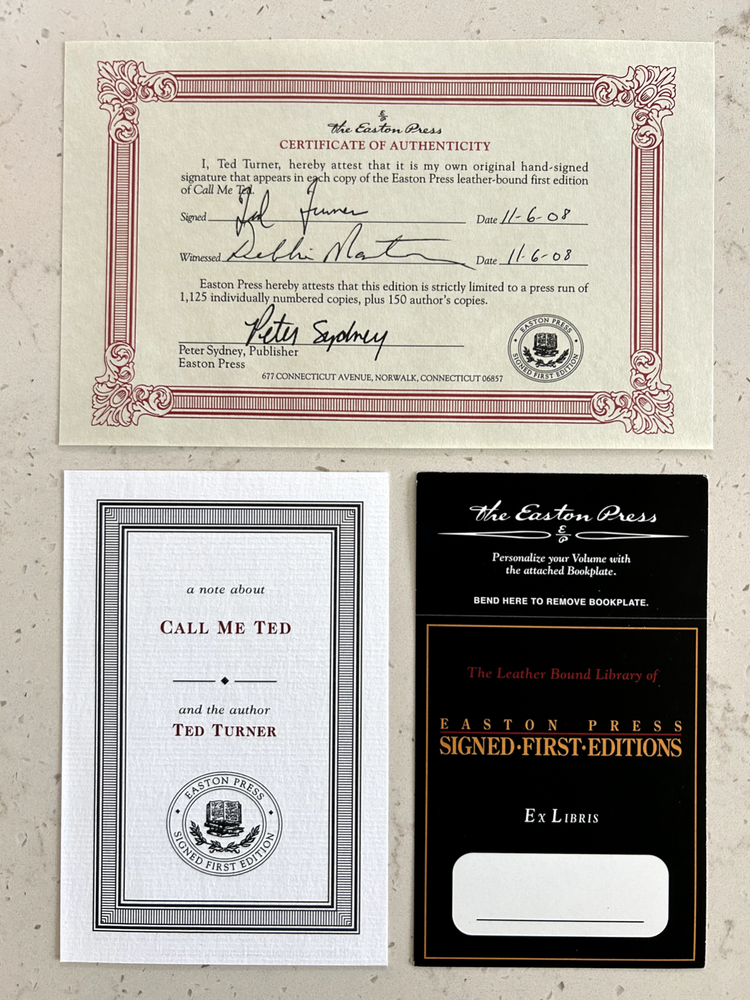 The Easton Press
CERTIFICATE OF AUTHENTICITY
I, Ted Turner, hereby attest that it is my own original hand-signed
signature that appears in each copy of the Easton Press leather-bound first edition
of Call Me Ted.
Signed Ted Turner Date 11-6-08
Witnessed Debbie Martin Date 11-6-08
Easton Press hereby attests that this edition is strictly limited to a press run of
1,125 individually numbered copies, plus 150 author's copies.
Peter Sydney
Peter Sydney, Publisher
Easton Press
EASTON PRESS
SIGNED FIRST EDITION
677 CONNECTICUT AVENUE, NORWALK, CONNECTICUT 06857
a note about
CALL ME TED
and the author
TED TURNER
EASTON PRESS
SIGNED FIRST EDITION
The Easton Press
EP
Personalize your Volume with
the attached Bookplate.
BEND HERE TO REMOVE BOOKPLATE.
The Leather Bound Library of
EASTON PRESS
SIGNED·FIRST·EDITIONS
EX LIBRIS